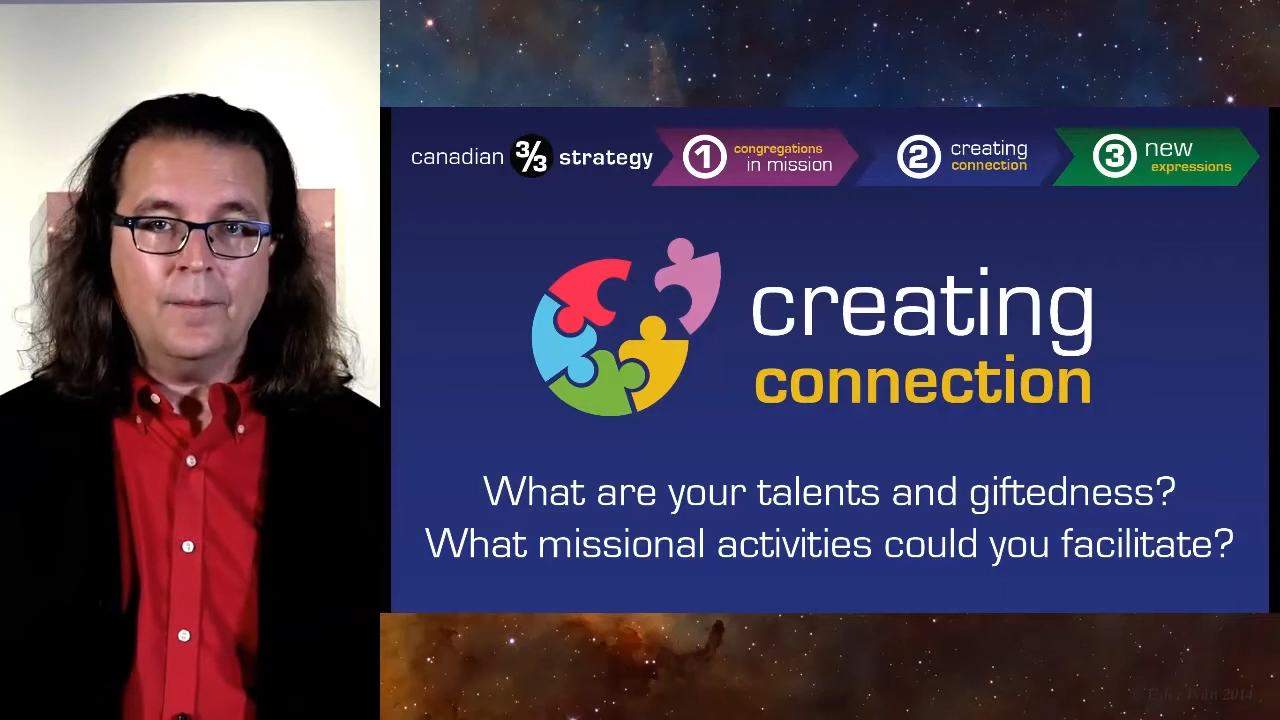 canadian 3/3 strategy
1 congregations
in mission
2 creating
connection
3 new
expressions
creating
connection
What are your talents and giftedness?
What missional activities could you facilitate?